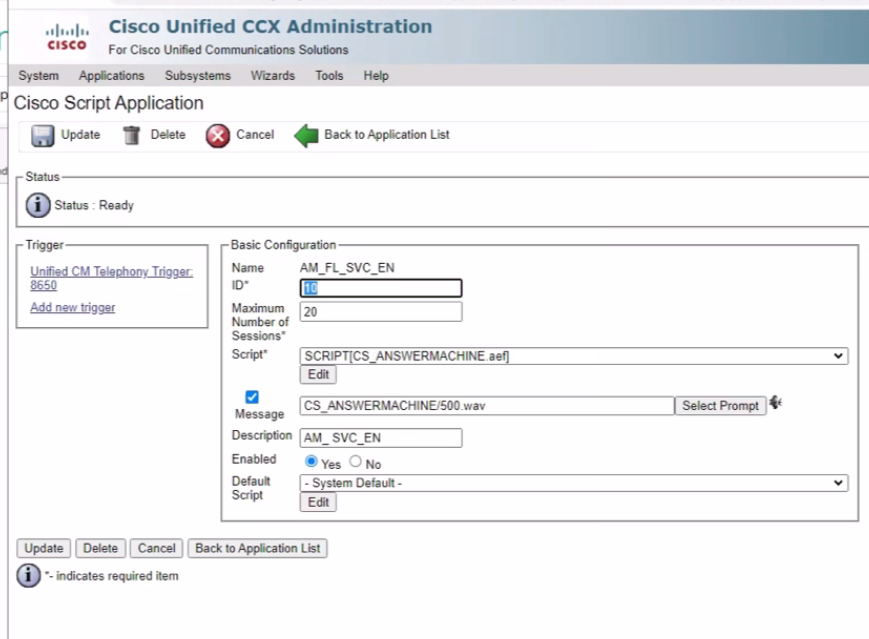 Cisco Unified CCX Administration
For Cisco Unified Communications Solutions
CISCO
System Applications Subsystems Wizards Tools Help
Cisco Script Application
Update Delete Cancel Back to Application List
Status
Status : Ready
Trigger
Unified CM Telephony Trigger:
8650
Add new trigger
Basic Configuration
Name AM_FL_SVC_EN
ID* 10
Maximum
Number of
Sessions* 20
Script* SCRIPT[CS_ANSWERMACHINE.aef]
Edit
Message CS_ANSWERMACHINE/500.wav Select Prompt
Description AM_ SVC_EN
Enabled Yes No
Default
Script - System Default -
Edit
Update Delete Cancel Back to Application List
*- indicates required item